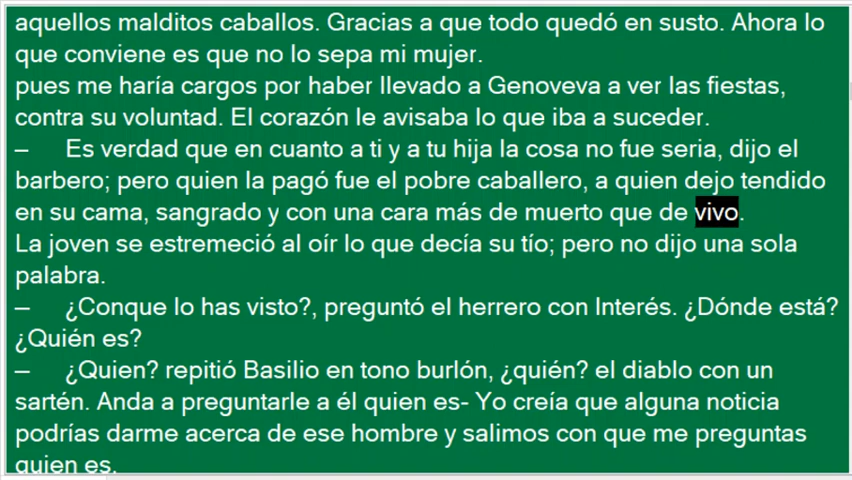 aquellos malditos caballos. Gracias a que todo quedó en susto. Ahora lo
que conviene es que no lo sepa mi mujer.
pues me haría cargos por haber llevado a Genoveva a ver las fiestas,
contra su voluntad. El corazón le avisaba lo que iba a suceder.
– Es verdad que en cuanto a ti y a tu hija la cosa no fue seria, dijo el
barbero; pero quien la pagó fue el pobre caballero, a quien dejo tendido
en su cama, sangrado y con una cara más de muerto que de vivo.
La joven se estremeció al oír lo que decía su tío; pero no dijo una sola
palabra.
– ¿Conque lo has visto?, preguntó el herrero con Interés. ¿Dónde está?
¿Quién es?
– ¿Quien? repitió Basilio en tono burlón, ¿quién? el diablo con un
sartén. Anda a preguntarle a él quien es- Yo creía que alguna noticia
podrías darme acerca de ese hombre y salimos con que me preguntas
quien es.